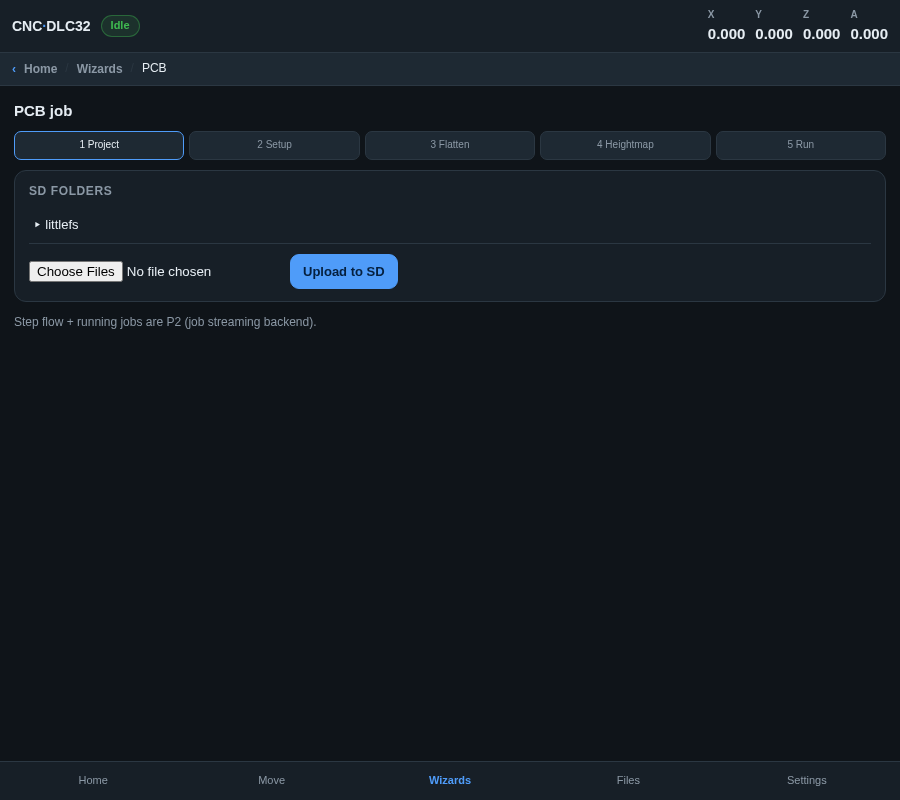 CNC·DLC32 Idle
X Y Z A
0.000 0.000 0.000 0.000
‹ Home / Wizards / PCB
PCB job
1 Project 2 Setup 3 Flatten 4 Heightmap 5 Run
SD FOLDERS
▸ littlefs
Choose Files No file chosen Upload to SD
Step flow + running jobs are P2 (job streaming backend).
Home Move Wizards Files Settings